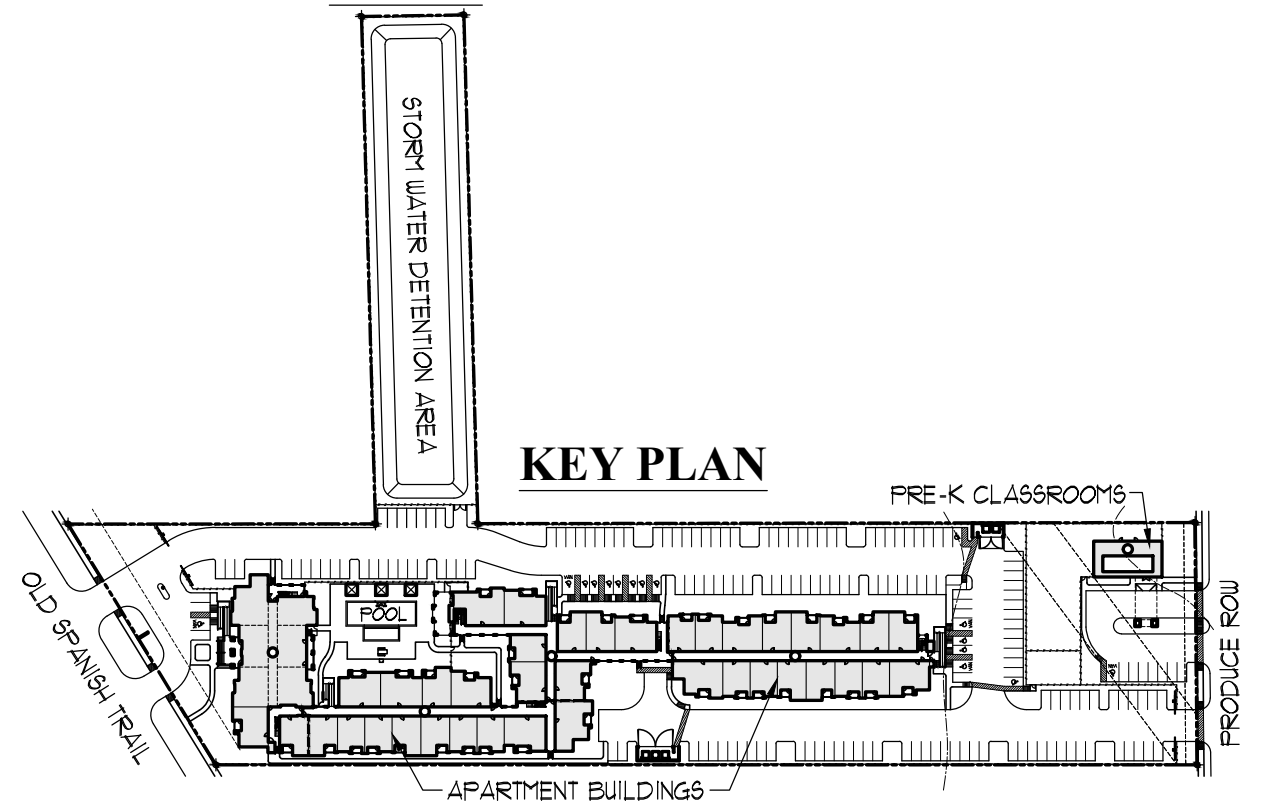 STORM WATER DETENTION AREA
KEY PLAN
PRE-K CLASSROOMS
OLD SPANISH TRAIL
POOL
PRODUCE ROW
APARTMENT BUILDINGS